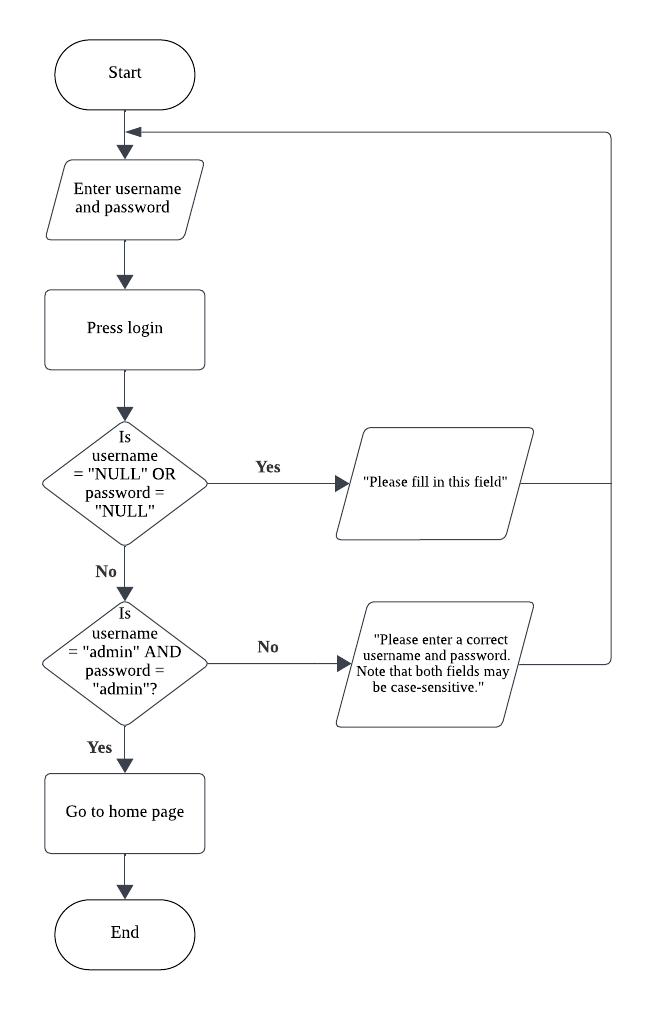 Start
Enter username
and password
Press login
Is
username
= "NULL" OR
password =
"NULL"
Yes
"Please fill in this field"
No
Is
username
= "admin" AND
password =
"admin"?
No
"Please enter a correct
username and password.
Note that both fields may
be case-sensitive."
Yes
Go to home page
End